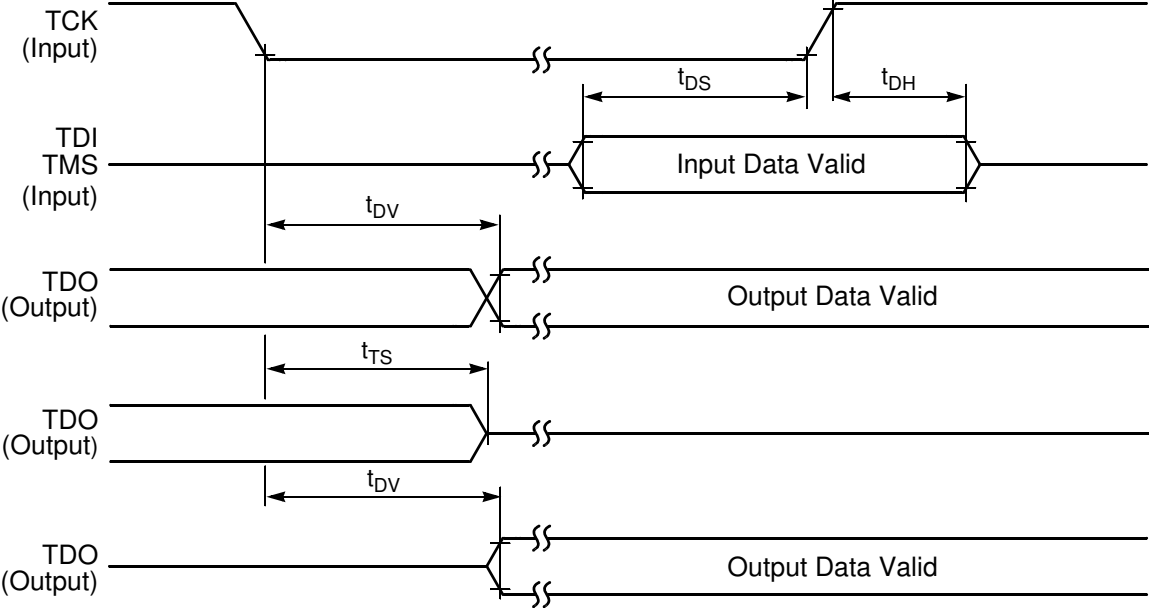 TCK
(Input)
tDS
tDH
TDI
TMS
(Input)
Input Data Valid
tDV
TDO
(Output)
Output Data Valid
tTS
TDO
(Output)
tDV
TDO
(Output)
Output Data Valid